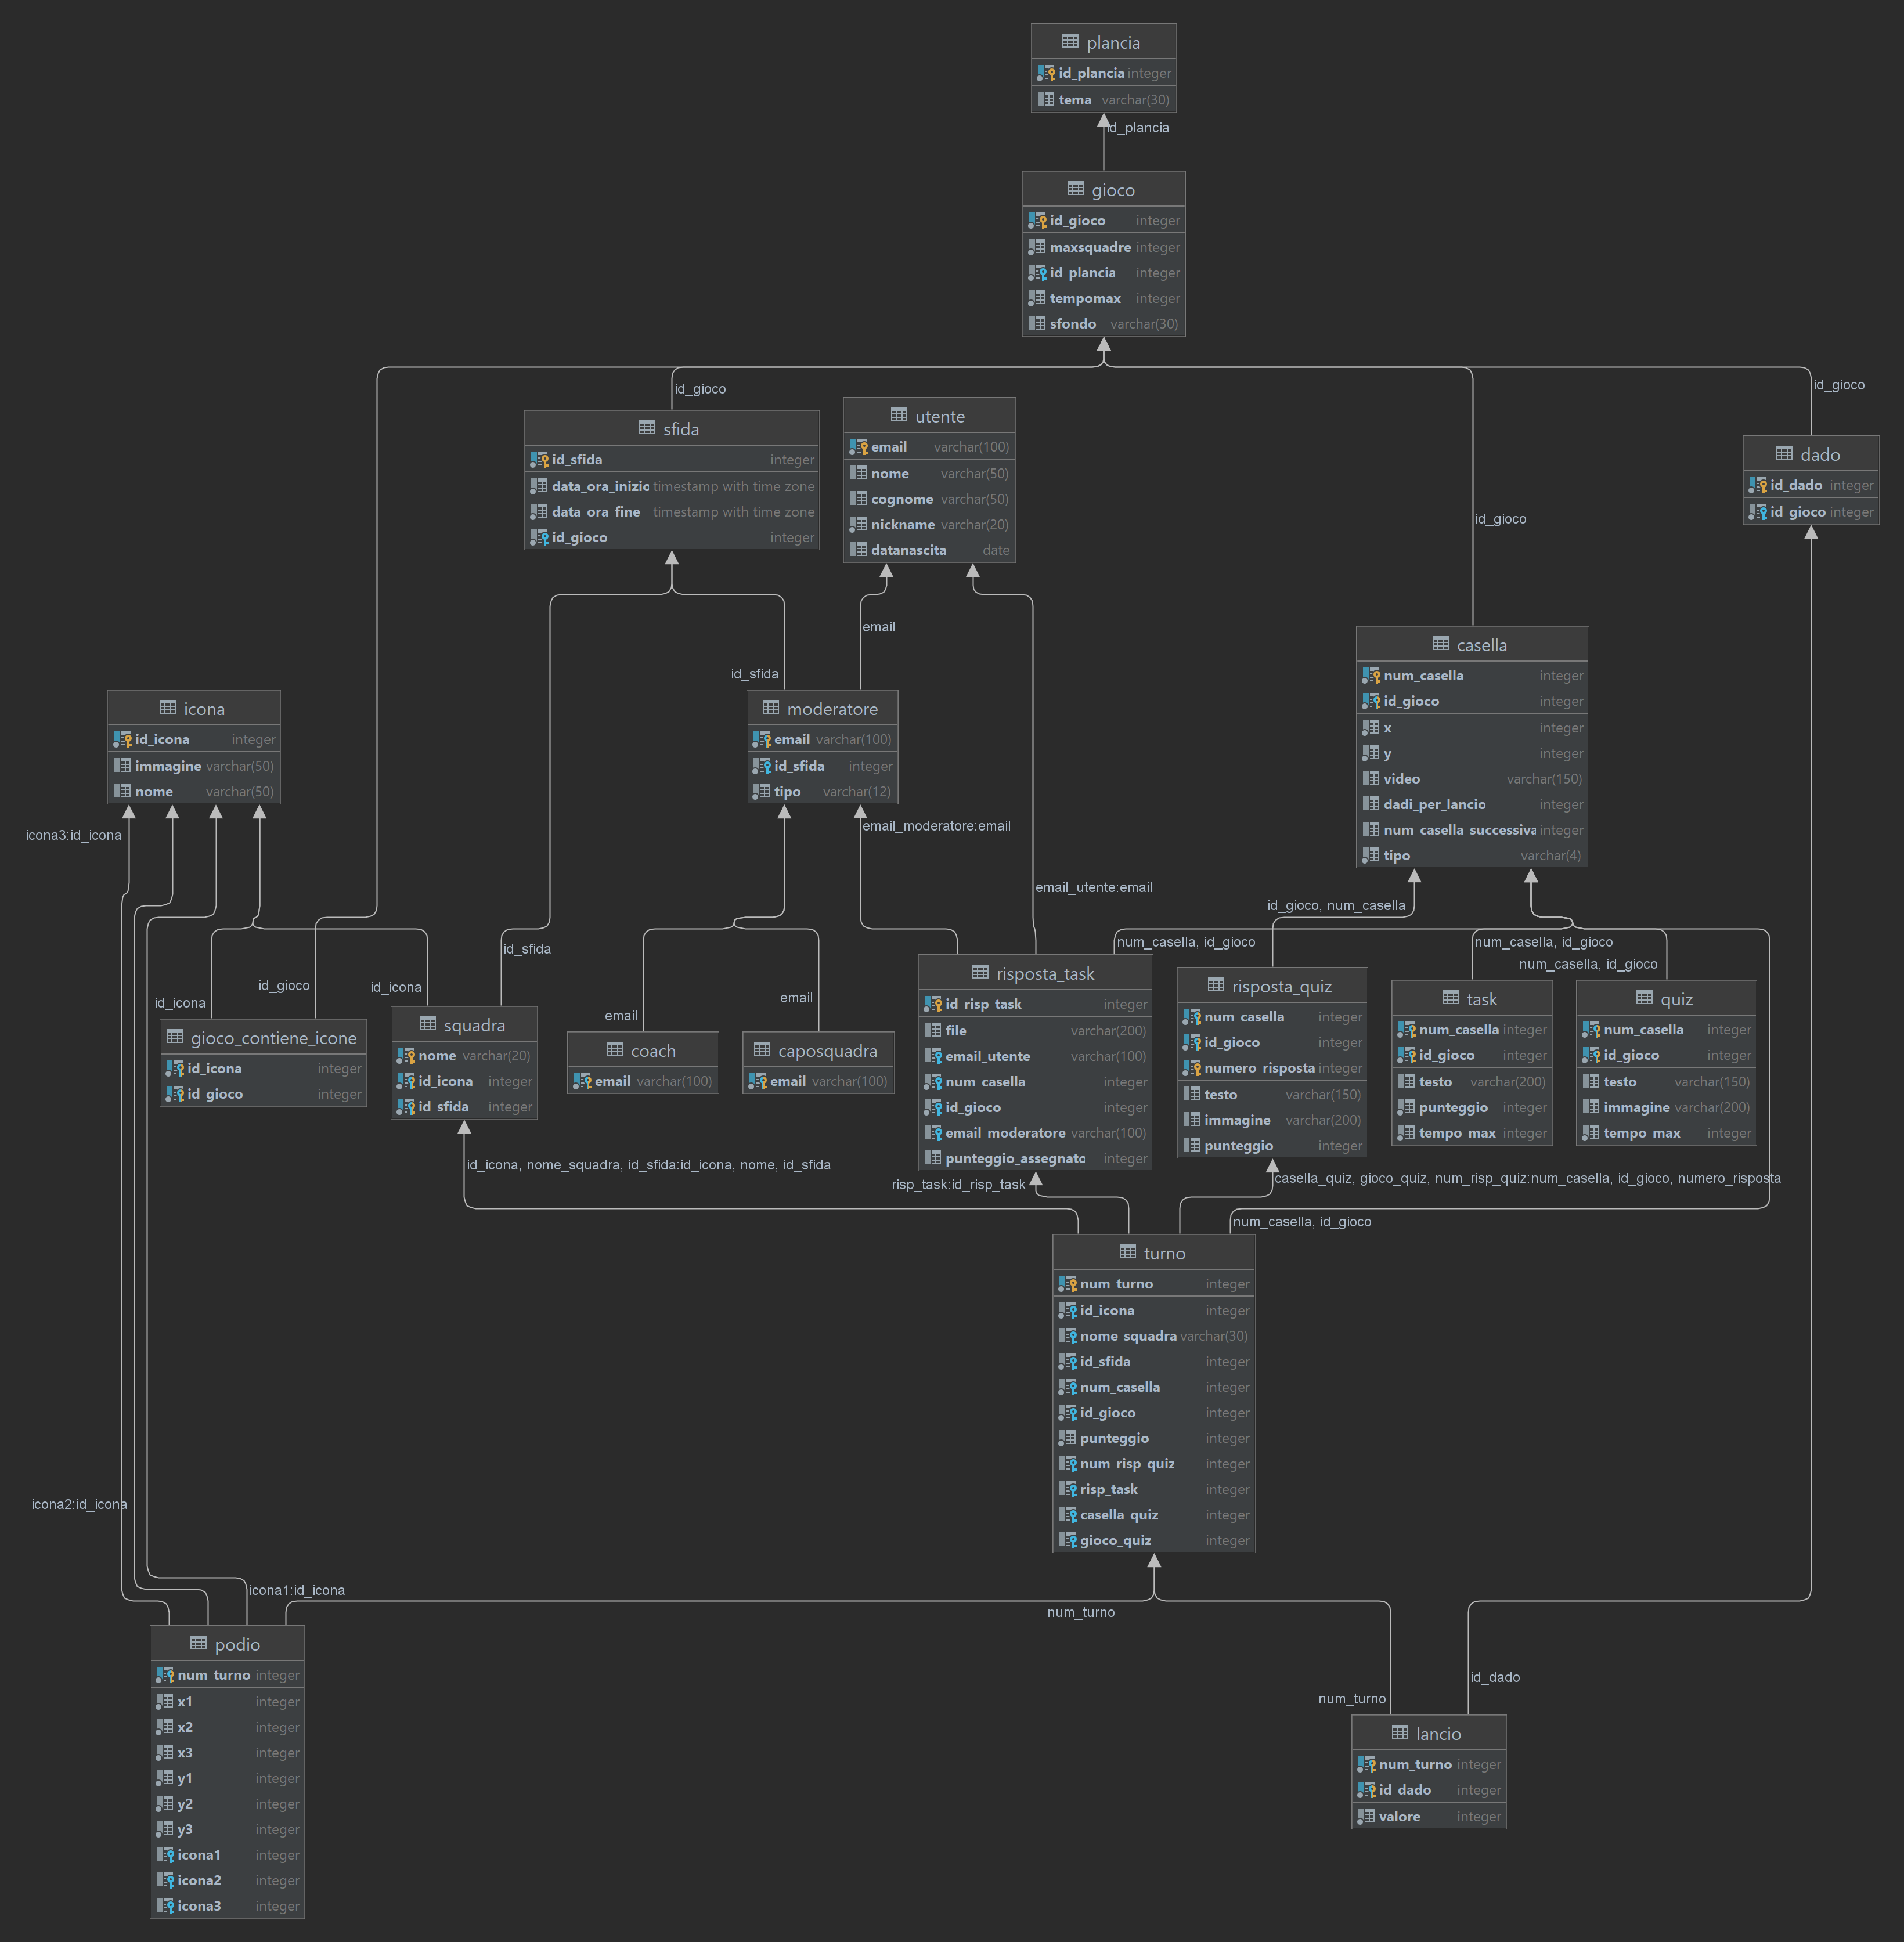 plancia
id_plancia integer
tema varchar(30)
id_plancia
gioco
id_gioco integer
maxsquadre integer
id_plancia integer
tempomax integer
sfondo varchar(30)
id_gioco
id_gioco
id_gioco
sfida
id_sfida integer
data_ora_inizio timestamp with time zone
data_ora_fine timestamp with time zone
id_gioco integer
utente
email varchar(100)
nome varchar(50)
cognome varchar(50)
nickname varchar(20)
datanascita date
dado
id_dado integer
id_gioco integer
email
id_sfida
casella
num_casella integer
id_gioco integer
x integer
y integer
video varchar(150)
dadi_per_lancio integer
num_casella_successiva integer
tipo varchar(4)
icona
id_icona integer
immagine varchar(50)
nome varchar(50)
moderatore
email varchar(100)
id_sfida integer
tipo varchar(12)
icona3:id_icona
email_moderatore:email
email_utente:email
id_gioco, num_casella
num_casella, id_gioco
num_casella, id_gioco
num_casella, id_gioco
id_sfida
id_icona
id_gioco
id_icona
email
email
gioco_contiene_icone
id_icona integer
id_gioco integer
squadra
nome varchar(20)
id_icona integer
id_sfida integer
coach
email varchar(100)
caposquadra
email varchar(100)
risposta_task
id_risp_task integer
file varchar(200)
email_utente varchar(100)
num_casella integer
id_gioco integer
email_moderatore varchar(100)
punteggio_assegnato integer
risposta_quiz
num_casella integer
id_gioco integer
numero_risposta integer
testo varchar(150)
immagine varchar(200)
punteggio integer
task
num_casella integer
id_gioco integer
testo varchar(200)
punteggio integer
tempo_max integer
quiz
num_casella integer
id_gioco integer
testo varchar(150)
immagine varchar(200)
tempo_max integer
id_icona, nome_squadra, id_sfida:id_icona, nome, id_sfida
risp_task:id_risp_task
casella_quiz, gioco_quiz, num_risp_quiz:num_casella, id_gioco, numero_risposta
num_casella, id_gioco
turno
num_turno integer
id_icona integer
nome_squadra varchar(30)
id_sfida integer
num_casella integer
id_gioco integer
punteggio integer
num_risp_quiz integer
risp_task integer
casella_quiz integer
gioco_quiz integer
icona2:id_icona
icona1:id_icona
num_turno
podio
num_turno integer
x1 integer
x2 integer
x3 integer
y1 integer
y2 integer
y3 integer
icona1 integer
icona2 integer
icona3 integer
id_dado
num_turno
lancio
num_turno integer
id_dado integer
valore integer